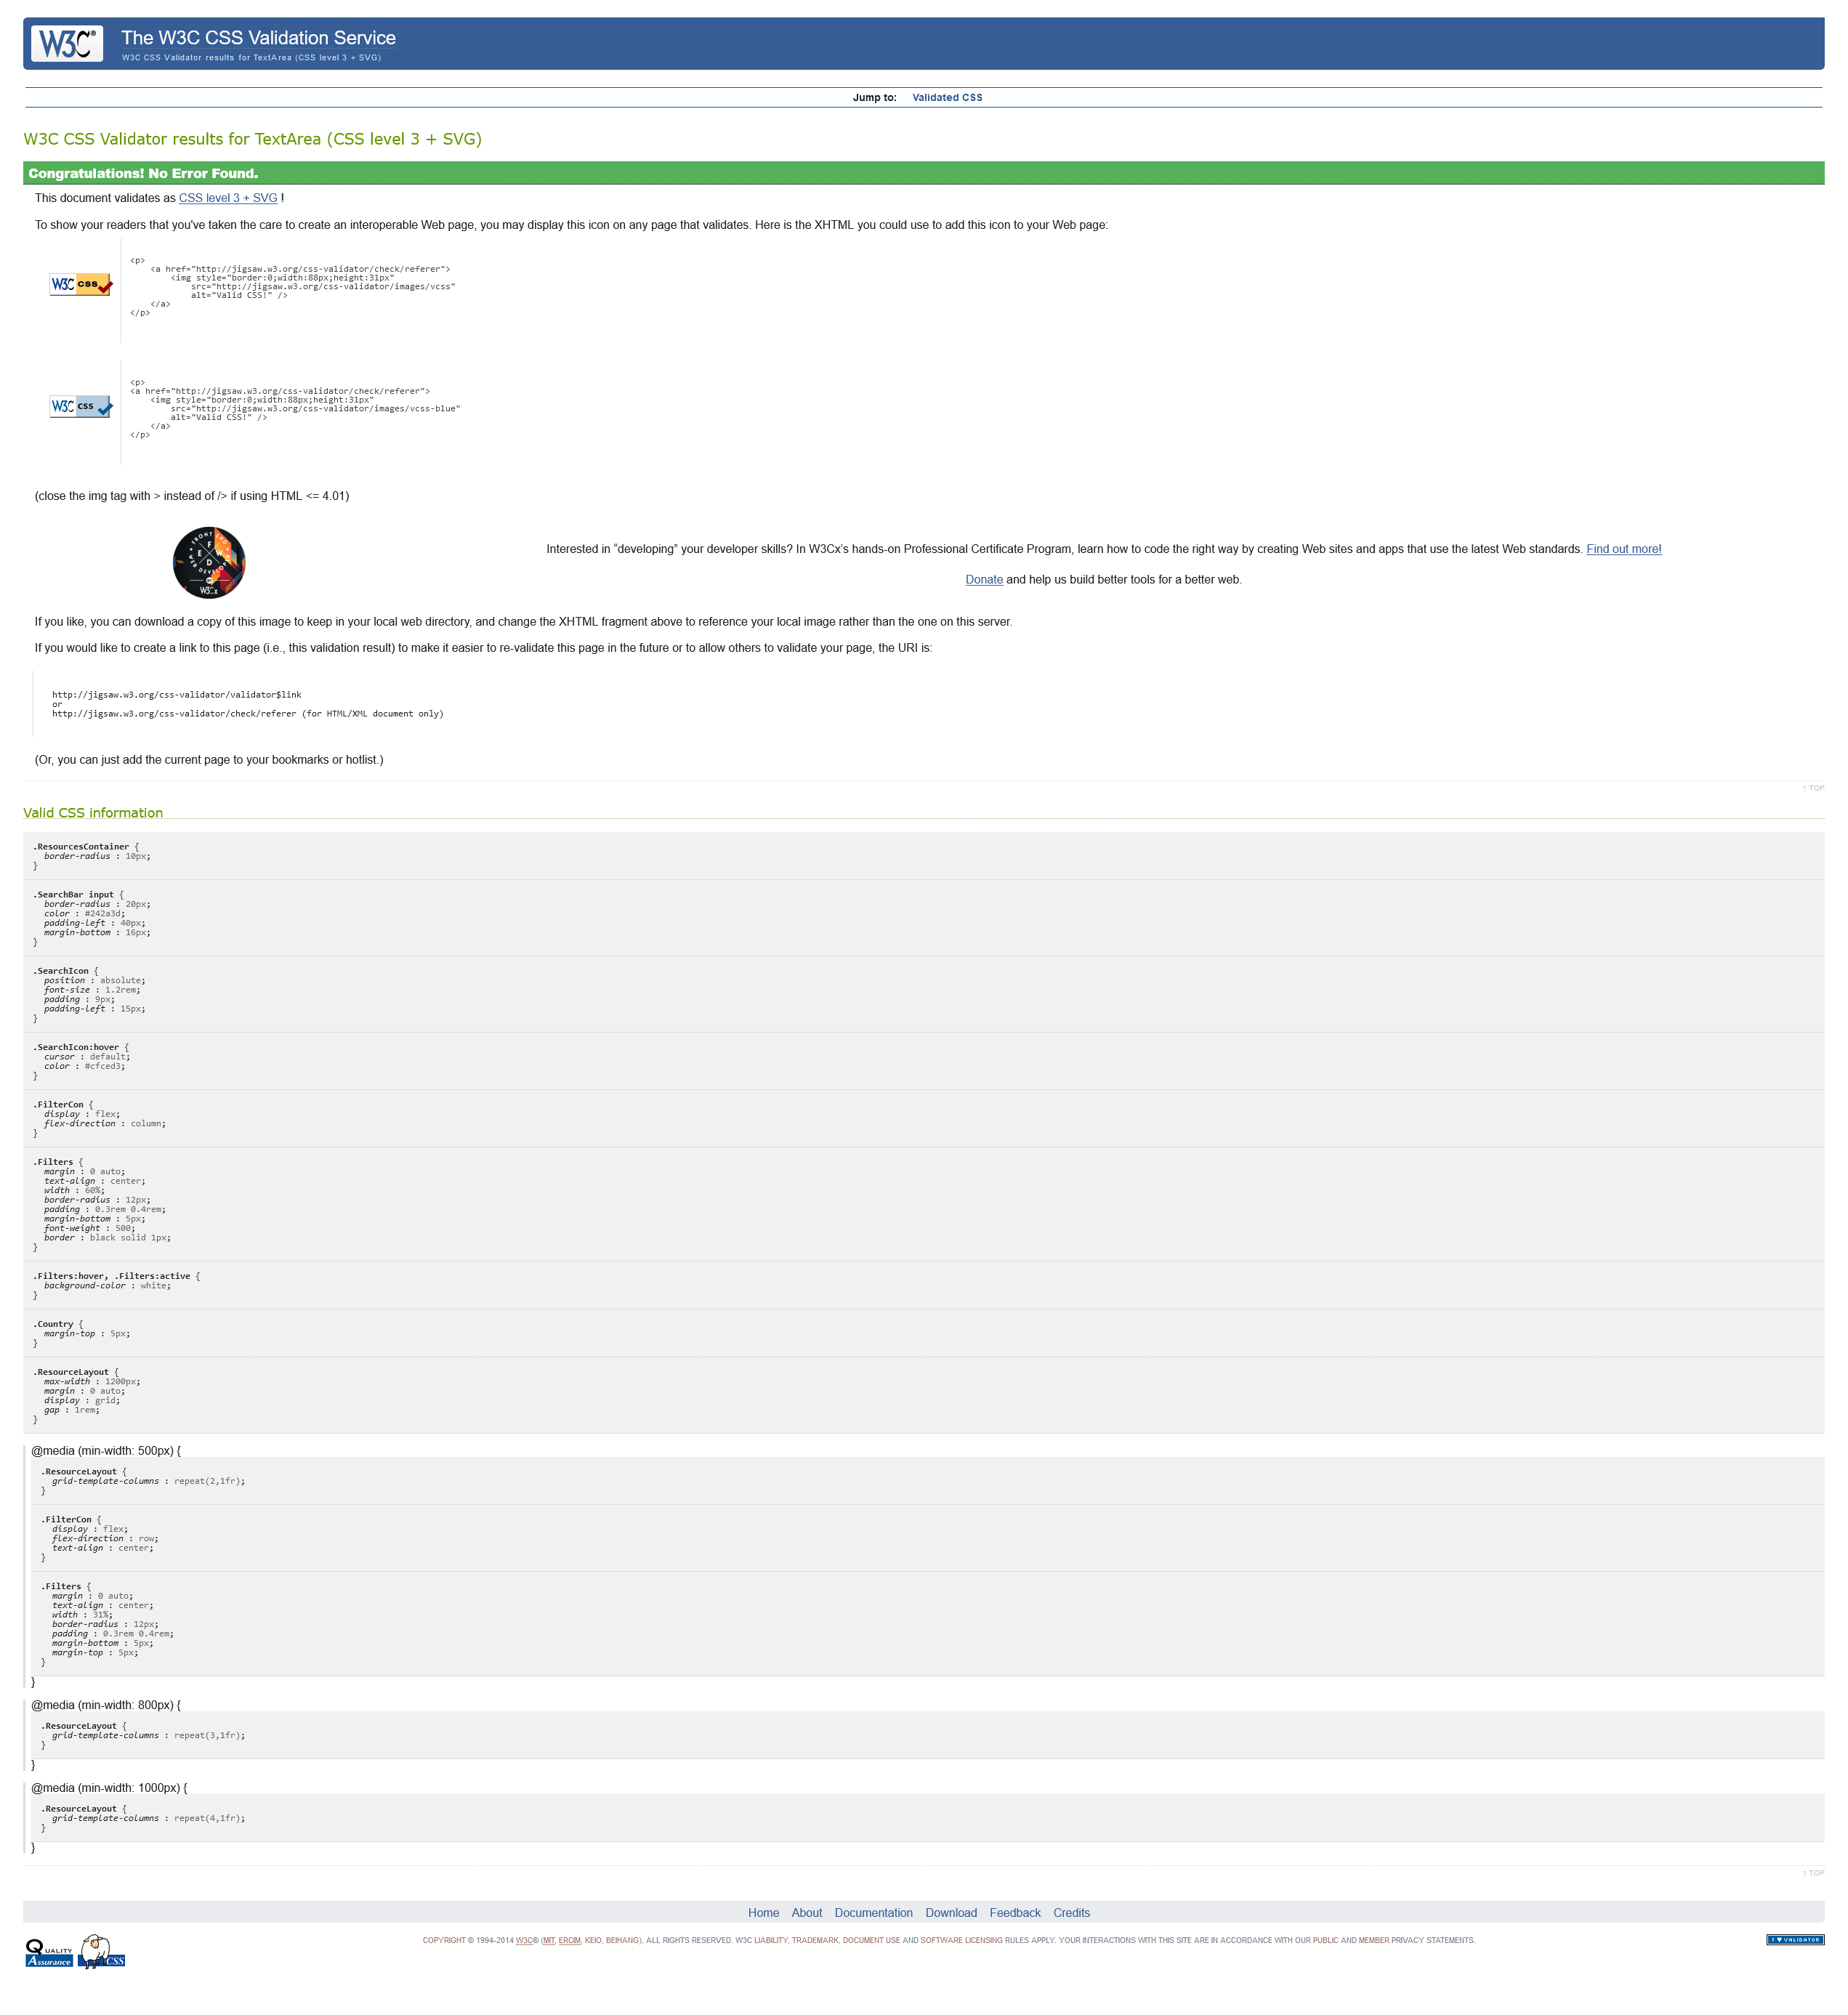 W3C®
The W3C CSS Validation Service
W3C CSS Validator results for TextArea (CSS level 3 + SVG)
Jump to: Validated CSS
W3C CSS Validator results for TextArea (CSS level 3 + SVG)
Congratulations! No Error Found.
This document validates as CSS level 3 + SVG !
To show your readers that you've taken the care to create an interoperable Web page, you may display this icon on any page that validates. Here is the XHTML you could use to add this icon to your Web page:
W3C css
<p>
<a href="http://jigsaw.w3.org/css-validator/check/referer">
<img style="border:0;width:88px;height:31px"
src="http://jigsaw.w3.org/css-validator/images/vcss"
alt="Valid CSS!" />
</a>
</p>
W3C css
<p>
<a href="http://jigsaw.w3.org/css-validator/check/referer">
<img style="border:0;width:88px;height:31px"
src="http://jigsaw.w3.org/css-validator/images/vcss-blue"
alt="Valid CSS!" />
</a>
</p>
(close the img tag with > instead of /> if using HTML <= 4.01)
FRONT END WEB DEVELOPER
F E W D
W3Cx
Interested in “developing” your developer skills? In W3Cx’s hands-on Professional Certificate Program, learn how to code the right way by creating Web sites and apps that use the latest Web standards. Find out more!
Donate and help us build better tools for a better web.
If you like, you can download a copy of this image to keep in your local web directory, and change the XHTML fragment above to reference your local image rather than the one on this server.
If you would like to create a link to this page (i.e., this validation result) to make it easier to re-validate this page in the future or to allow others to validate your page, the URI is:
http://jigsaw.w3.org/css-validator/validator$link
or
http://jigsaw.w3.org/css-validator/check/referer (for HTML/XML document only)
(Or, you can just add the current page to your bookmarks or hotlist.)
↑ TOP
Valid CSS information
.ResourcesContainer {
border-radius : 10px;
}
.SearchBar input {
border-radius : 20px;
color : #242a3d;
padding-left : 40px;
margin-bottom : 16px;
}
.SearchIcon {
position : absolute;
font-size : 1.2rem;
padding : 9px;
padding-left : 15px;
}
.SearchIcon:hover {
cursor : default;
color : #cfced3;
}
.FilterCon {
display : flex;
flex-direction : column;
}
.Filters {
margin : 0 auto;
text-align : center;
width : 60%;
border-radius : 12px;
padding : 0.3rem 0.4rem;
margin-bottom : 5px;
font-weight : 500;
border : black solid 1px;
}
.Filters:hover, .Filters:active {
background-color : white;
}
.Country {
margin-top : 5px;
}
.ResourceLayout {
max-width : 1200px;
margin : 0 auto;
display : grid;
gap : 1rem;
}
@media (min-width: 500px) {
.ResourceLayout {
grid-template-columns : repeat(2,1fr);
}
.FilterCon {
display : flex;
flex-direction : row;
text-align : center;
}
.Filters {
margin : 0 auto;
text-align : center;
width : 31%;
border-radius : 12px;
padding : 0.3rem 0.4rem;
margin-bottom : 5px;
margin-top : 5px;
}
}
@media (min-width: 800px) {
.ResourceLayout {
grid-template-columns : repeat(3,1fr);
}
}
@media (min-width: 1000px) {
.ResourceLayout {
grid-template-columns : repeat(4,1fr);
}
}
↑ TOP
Home About Documentation Download Feedback Credits
QUALITY
Assurance
CSS
COPYRIGHT © 1994-2014 W3C® (MIT, ERCIM, KEIO, BEIHANG), ALL RIGHTS RESERVED. W3C LIABILITY, TRADEMARK, DOCUMENT USE AND SOFTWARE LICENSING RULES APPLY. YOUR INTERACTIONS WITH THIS SITE ARE IN ACCORDANCE WITH OUR PUBLIC AND MEMBER PRIVACY STATEMENTS.
I ♥ VALIDATOR